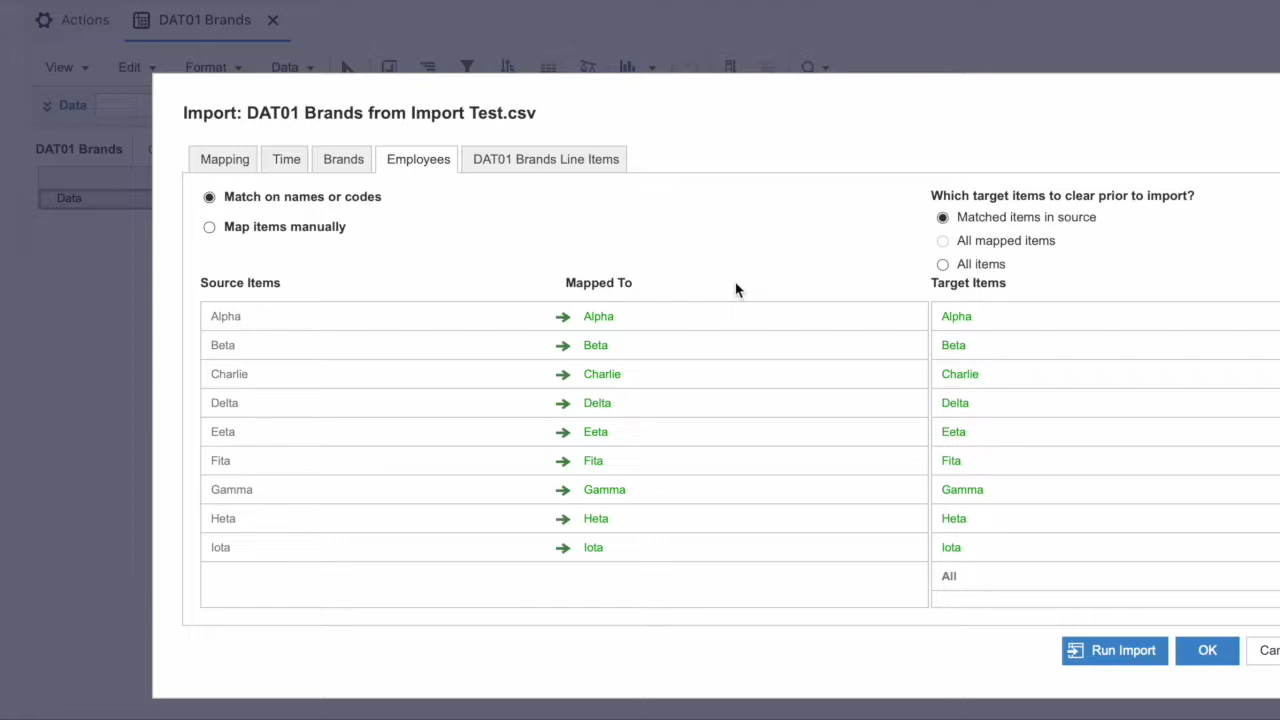 Actions DAT01 Brands
View Edit Format Data
Data
Import: DAT01 Brands from Import Test.csv
DAT01 Brands
Mapping Time Brands Employees DAT01 Brands Line Items
Data
Match on names or codes
Which target items to clear prior to import?
Matched items in source
Map items manually
All mapped items
All items
Source Items Mapped To Target Items
Alpha Alpha Alpha
Beta Beta Beta
Charlie Charlie Charlie
Delta Delta Delta
Eeta Eeta Eeta
Fita Fita Fita
Gamma Gamma Gamma
Heta Heta Heta
Iota Iota Iota
All
Run Import OK